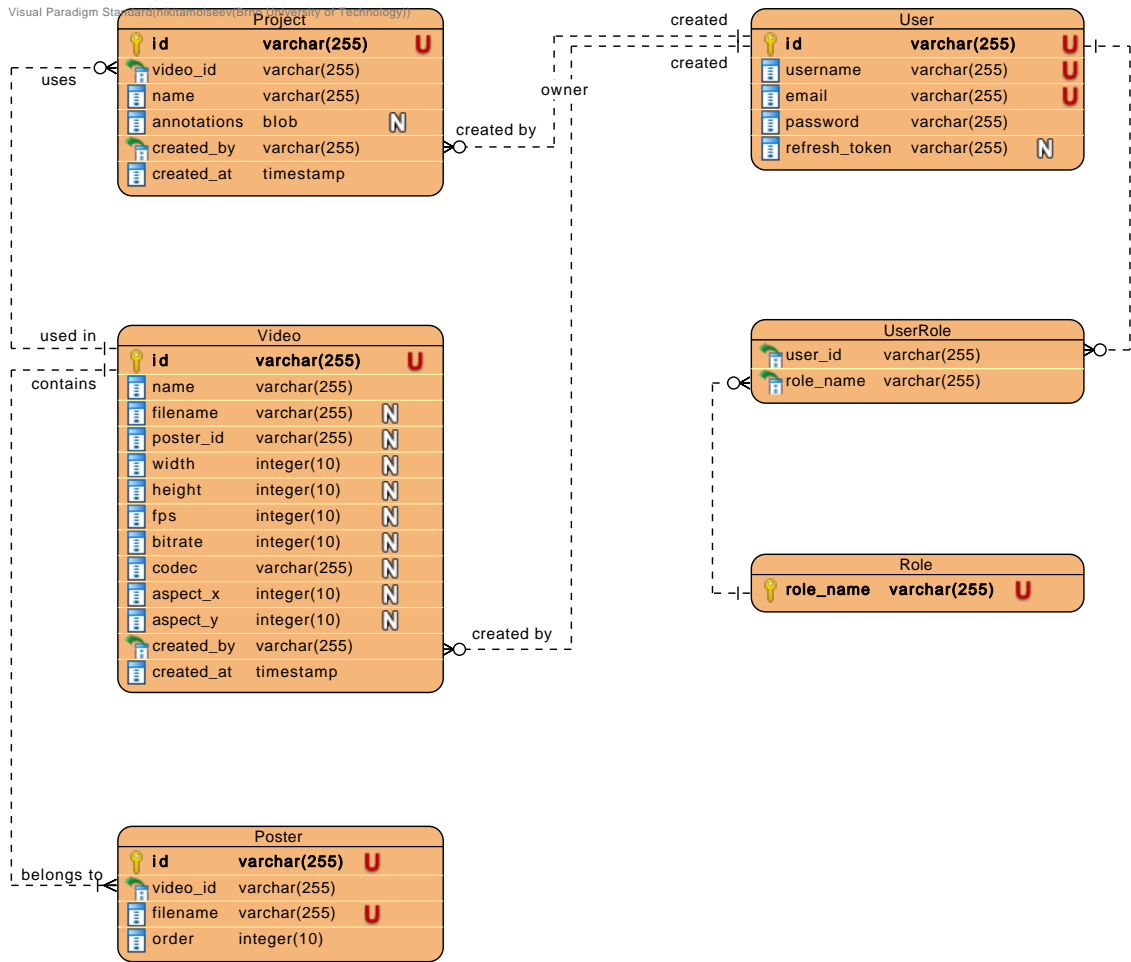 Visual Paradigm Standard(nikitamoiseev(Brno University of Technology))
Project
id varchar(255) U
video_id varchar(255)
name varchar(255)
annotations blob N
created_by varchar(255)
created_at timestamp
User
id varchar(255) U
username varchar(255) U
email varchar(255) U
password varchar(255)
refresh_token varchar(255) N
created
created
owner
created by
uses
used in
contains
Video
id varchar(255) U
name varchar(255)
filename varchar(255) N
poster_id varchar(255) N
width integer(10) N
height integer(10) N
fps integer(10) N
bitrate integer(10) N
codec varchar(255) N
aspect_x integer(10) N
aspect_y integer(10) N
created_by varchar(255)
created_at timestamp
created by
UserRole
user_id varchar(255)
role_name varchar(255)
Role
role_name varchar(255) U
belongs to
Poster
id varchar(255) U
video_id varchar(255)
filename varchar(255) U
order integer(10)